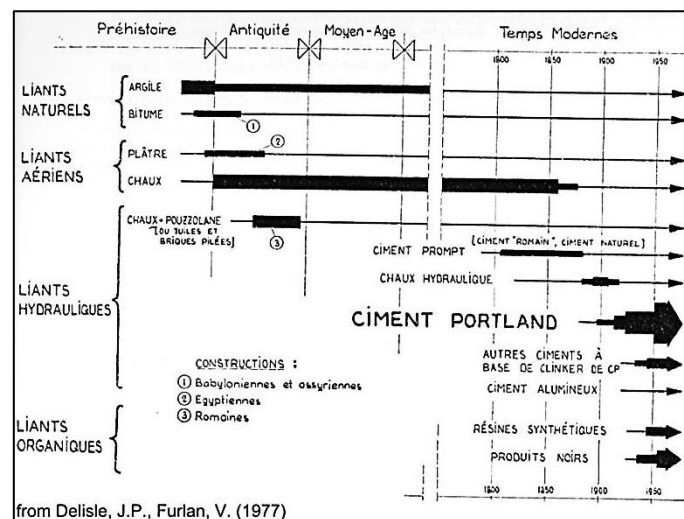 Préhistoire
Antiquité
Moyen-Age
Temps Modernes
1800
1850
1900
1950
LIANTS
NATURELS
ARGILE
BITUME
①
LIANTS
AÉRIENS
PLÂTRE
②
CHAUX
LIANTS
HYDRAULIQUES
CHAUX + POUZZOLANE
[OU TUILES ET
BRIQUES PILÉES]
③
CIMENT PROMPT
[CIMENT "ROMAIN", CIMENT NATUREL]
CHAUX HYDRAULIQUE
CIMENT PORTLAND
AUTRES CIMENTS À
BASE DE CLINKER DE CP
CIMENT ALUMINEUX
CONSTRUCTIONS :
① Babyloniennes et assyriennes
② Egyptiennes
③ Romaines
LIANTS
ORGANIQUES
RÉSINES SYNTHÉTIQUES
PRODUITS NOIRS
1800
1850
1900
1950
from Delisle, J.P., Furlan, V. (1977)